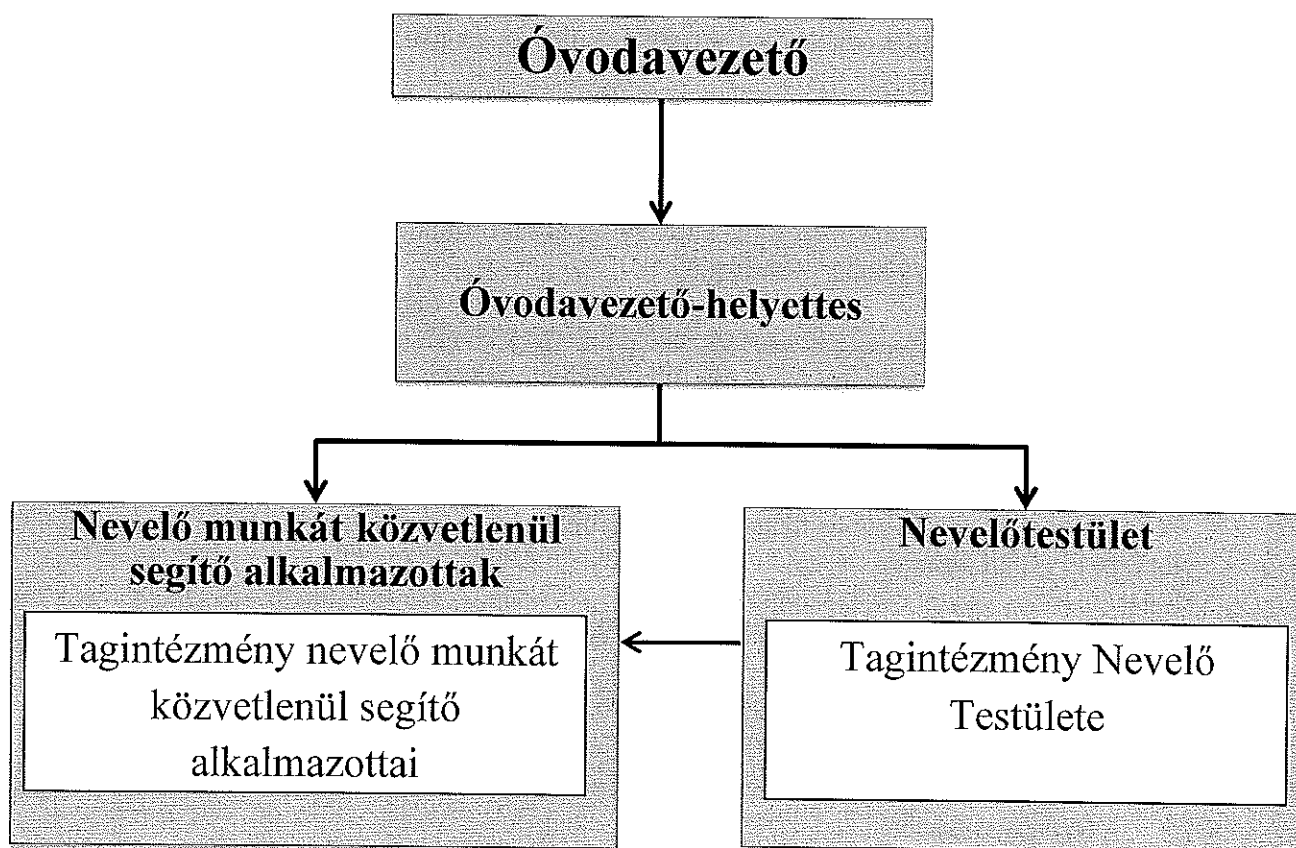 Óvodavezető
Óvodavezető-helyettes
Nevelő munkát közvetlenül
segítő alkalmazottak
Tagintézmény nevelő munkát
közvetlenül segítő
alkalmazottai
Nevelőtestület
Tagintézmény Nevelő
Testülete